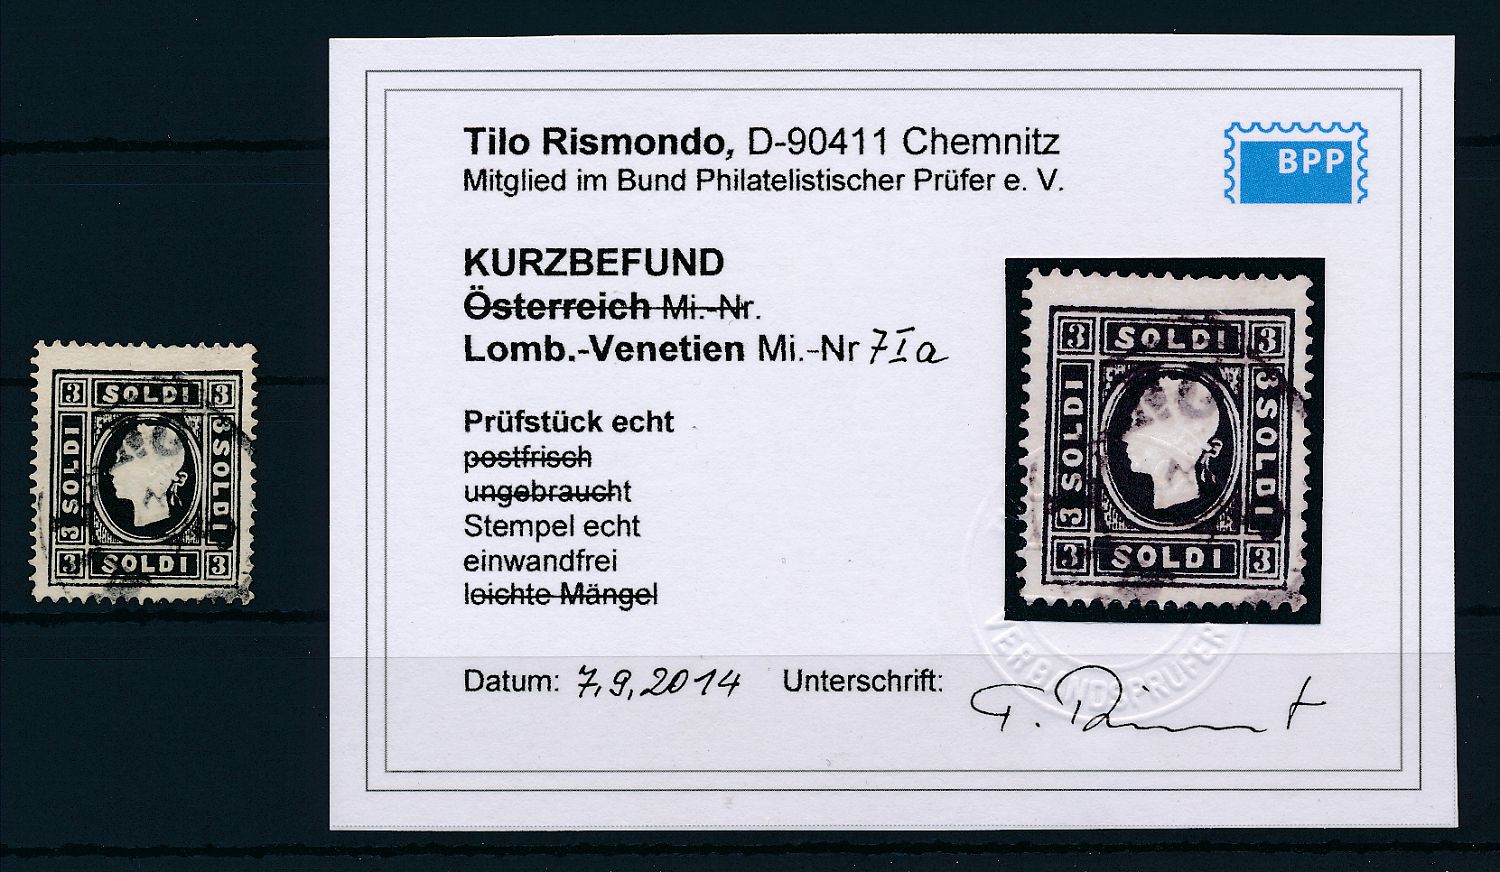 3 SOLDI 3
3 SOLDI
3 SOLDI
3 SOLDI 3
Tilo Rismondo, D-90411 Chemnitz
Mitglied im Bund Philatelistischer Prüfer e. V.
BPP
KURZBEFUND
Österreich Mi.-Nr.
Lomb.-Venetien Mi.-Nr 7 I a
Prüfstück echt
postfrisch
ungebraucht
Stempel echt
einwandfrei
leichte Mängel
3 SOLDI 3
3 SOLDI
3 SOLDI
3 SOLDI 3
VERBANDSPRÜFER
Datum: 7.9.2014 Unterschrift: